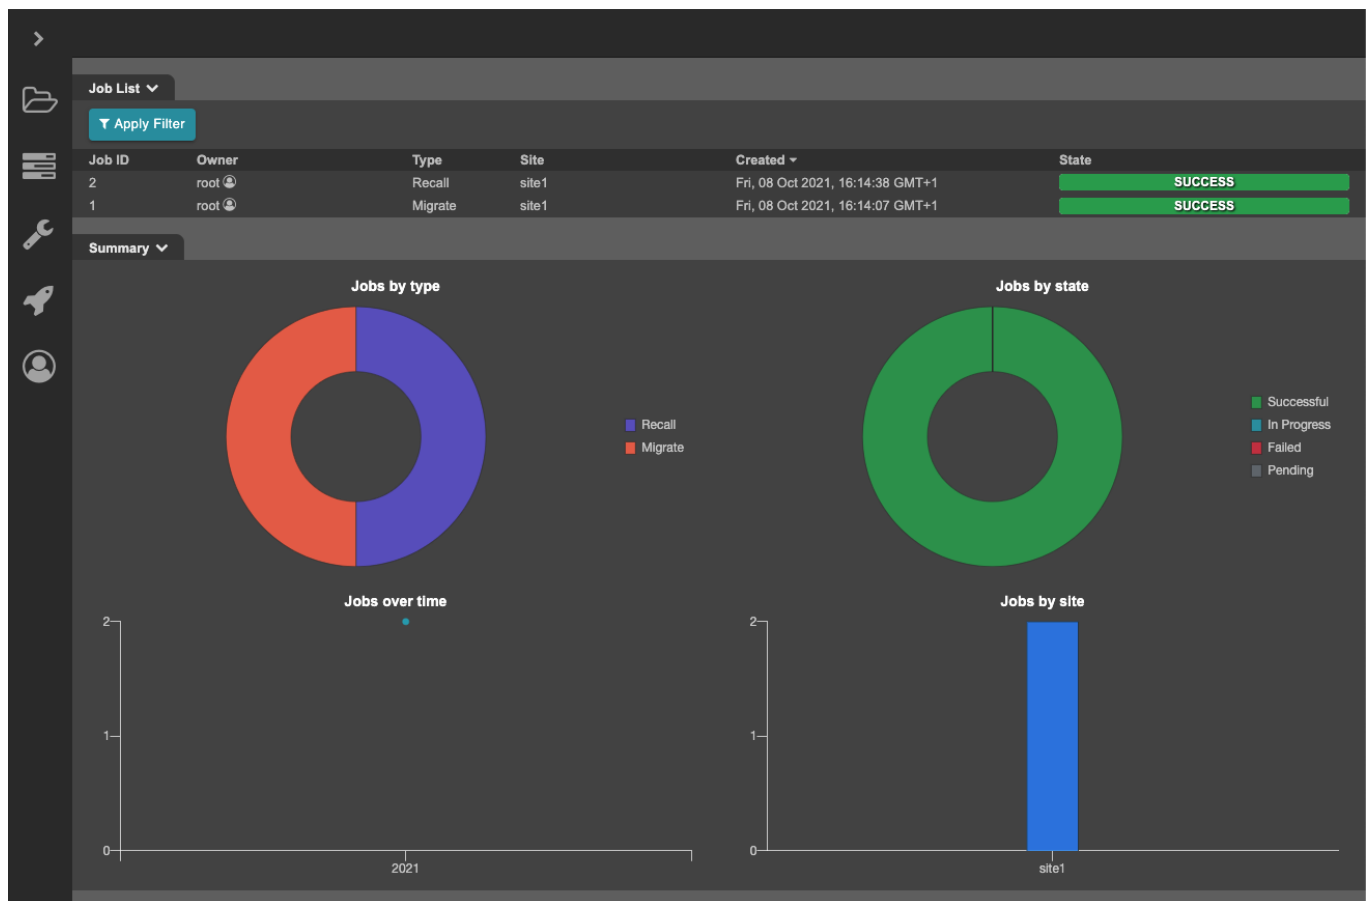 Job List
Apply Filter
Job ID Owner Type Site Created State
2 root Recall site1 Fri, 08 Oct 2021, 16:14:38 GMT+1 SUCCESS
1 root Migrate site1 Fri, 08 Oct 2021, 16:14:07 GMT+1 SUCCESS
Summary
Jobs by type
Recall
Migrate
Jobs by state
Successful
In Progress
Failed
Pending
Jobs over time
2
1
0
2021
Jobs by site
2
1
0
site1